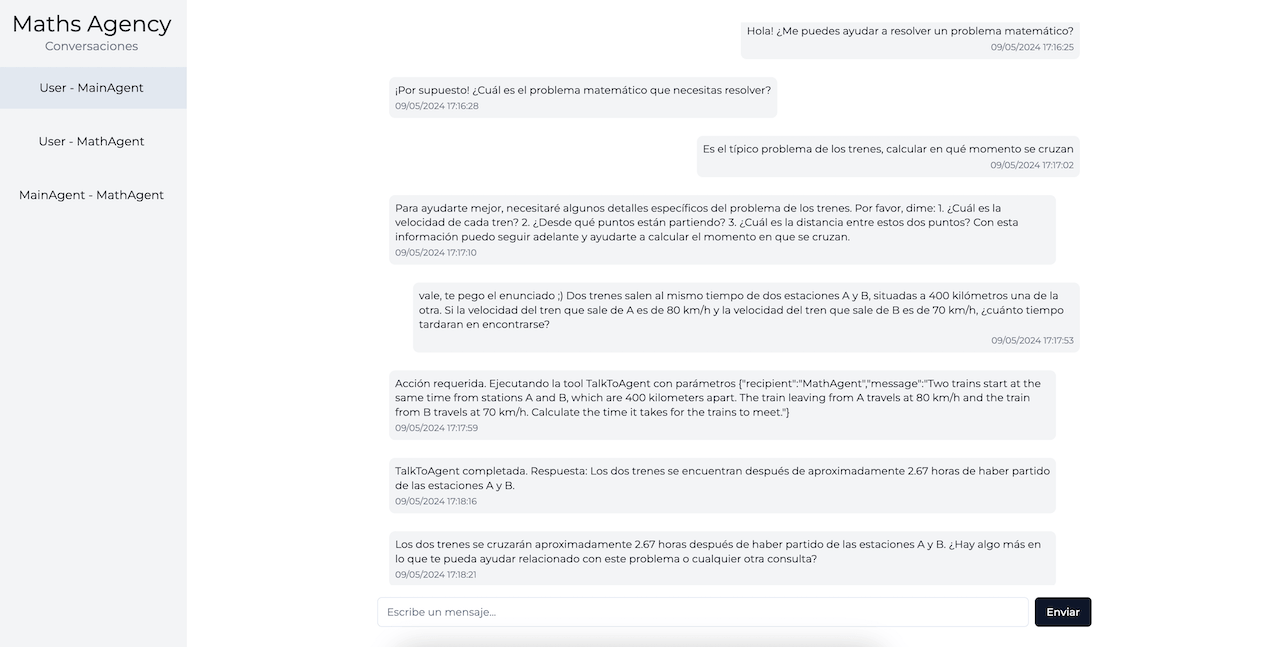 Maths Agency
Conversaciones
User - MainAgent
User - MathAgent
MainAgent - MathAgent
Hola! ¿Me puedes ayudar a resolver un problema matemático?
09/05/2024 17:16:25
¡Por supuesto! ¿Cuál es el problema matemático que necesitas resolver?
09/05/2024 17:16:28
Es el típico problema de los trenes, calcular en qué momento se cruzan
09/05/2024 17:17:02
Para ayudarte mejor, necesitaré algunos detalles específicos del problema de los trenes. Por favor, dime: 1. ¿Cuál es la
velocidad de cada tren? 2. ¿Desde qué puntos están partiendo? 3. ¿Cuál es la distancia entre estos dos puntos? Con esta
información puedo seguir adelante y ayudarte a calcular el momento en que se cruzan.
09/05/2024 17:17:10
vale, te pego el enunciado ;) Dos trenes salen al mismo tiempo de dos estaciones A y B, situadas a 400 kilómetros una de la
otra. Si la velocidad del tren que sale de A es de 80 km/h y la velocidad del tren que sale de B es de 70 km/h, ¿cuánto tiempo
tardaran en encontrarse?
09/05/2024 17:17:53
Acción requerida. Ejecutando la tool TalkToAgent con parámetros {"recipient":"MathAgent","message":"Two trains start at the
same time from stations A and B, which are 400 kilometers apart. The train leaving from A travels at 80 km/h and the train
from B travels at 70 km/h. Calculate the time it takes for the trains to meet."}
09/05/2024 17:17:59
TalkToAgent completada. Respuesta: Los dos trenes se encuentran después de aproximadamente 2.67 horas de haber partido
de las estaciones A y B.
09/05/2024 17:18:16
Los dos trenes se cruzarán aproximadamente 2.67 horas después de haber partido de las estaciones A y B. ¿Hay algo más en
lo que te pueda ayudar relacionado con este problema o cualquier otra consulta?
09/05/2024 17:18:21
Escribe un mensaje...
Enviar